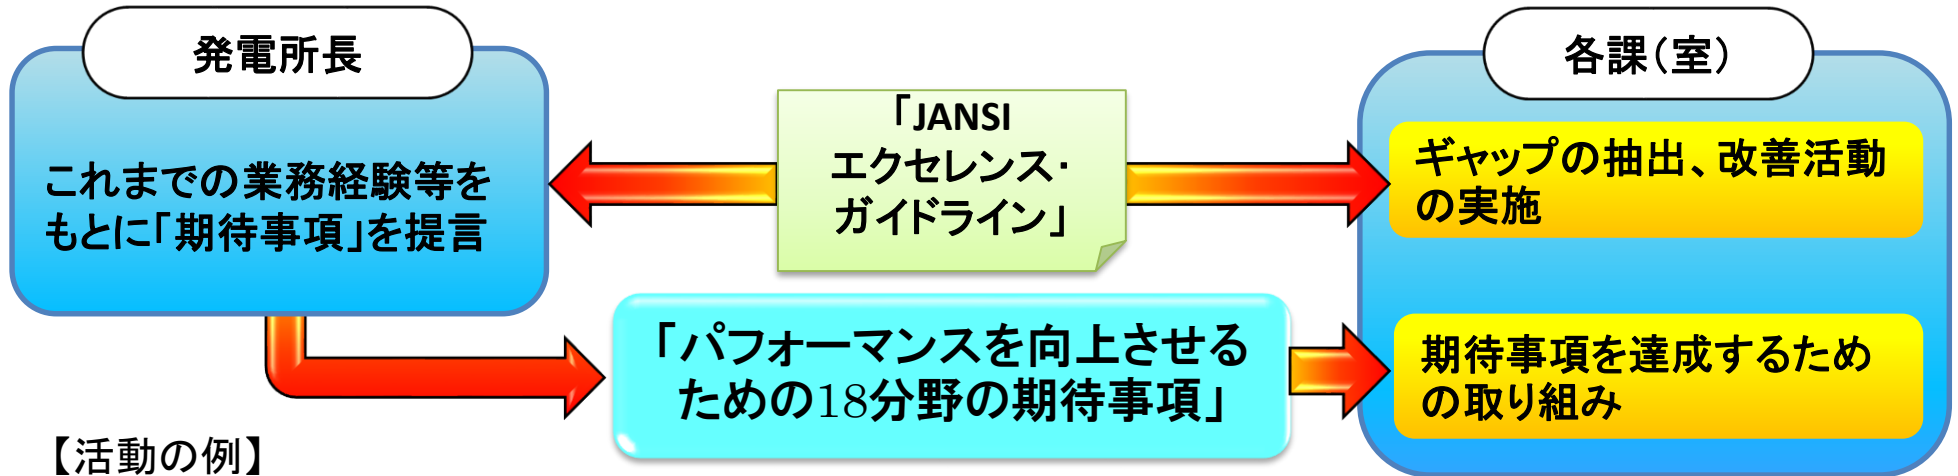 発電所長
これまでの業務経験等を
もとに「期待事項」を提言
「JANSI
エクセレンス・
ガイドライン」
各課(室)
ギャップの抽出、改善活動
の実施
「パフォーマンスを向上させる
ための18分野の期待事項」
期待事項を達成するため
の取り組み
【活動の例】